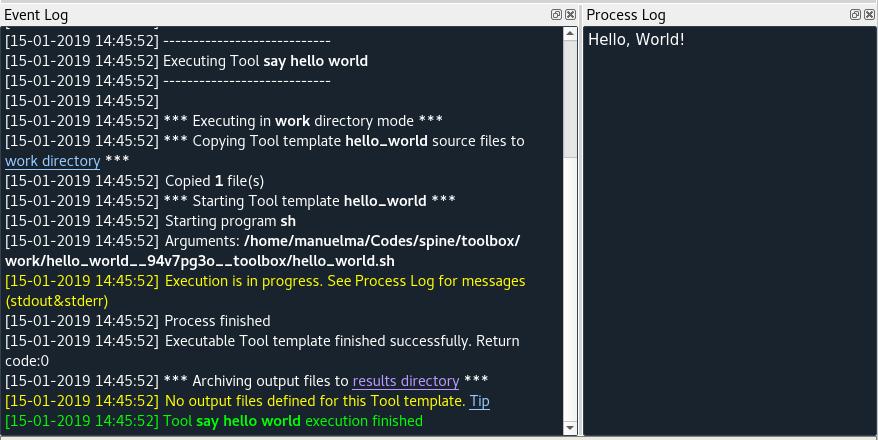 Event Log
[15-01-2019 14:45:52] ----------------------------
[15-01-2019 14:45:52] Executing Tool say hello world
[15-01-2019 14:45:52] ----------------------------
[15-01-2019 14:45:52]
[15-01-2019 14:45:52] *** Executing in work directory mode ***
[15-01-2019 14:45:52] *** Copying Tool template hello_world source files to
work directory ***
[15-01-2019 14:45:52] Copied 1 file(s)
[15-01-2019 14:45:52] *** Starting Tool template hello_world ***
[15-01-2019 14:45:52] Starting program sh
[15-01-2019 14:45:52] Arguments: /home/manuelma/Codes/spine/toolbox/
work/hello_world__94v7pg3o__toolbox/hello_world.sh
[15-01-2019 14:45:52] Execution is in progress. See Process Log for messages
(stdout&stderr)
[15-01-2019 14:45:52] Process finished
[15-01-2019 14:45:52] Executable Tool template finished successfully. Return
code:0
[15-01-2019 14:45:52] *** Archiving output files to results directory ***
[15-01-2019 14:45:52] No output files defined for this Tool template. Tip
[15-01-2019 14:45:52] Tool say hello world execution finished
Process Log
Hello, World!